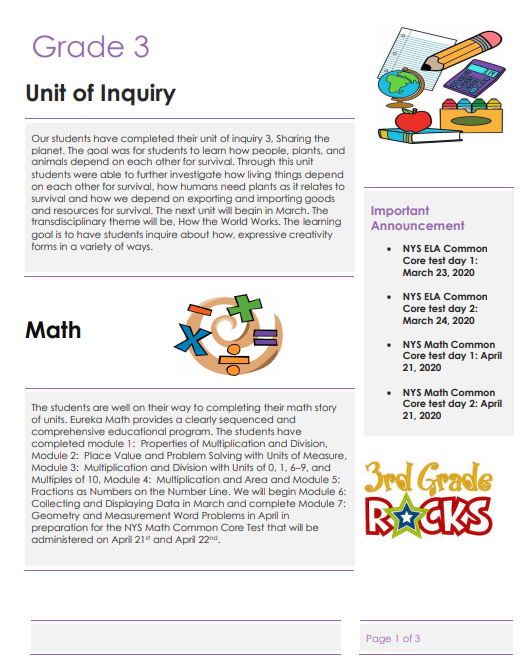 Grade 3
Unit of Inquiry
Our students have completed their unit of inquiry 3, Sharing the
planet. The goal was for students to learn how people, plants, and
animals depend on each other for survival. Through this unit
students were able to further investigate how living things depend
on each other for survival, how humans need plants as it relates to
survival and how we depend on exporting and importing goods
and resources for survival. The next unit will begin in March. The
transdisciplinary theme will be, How the World Works. The learning
goal is to have students inquire about how, expressive creativity
forms in a variety of ways.
Math
The students are well on their way to completing their math story
of units. Eureka Math provides a clearly sequenced and
comprehensive educational program. The students have
completed module 1:  Properties of Multiplication and Division,
Module 2:  Place Value and Problem Solving with Units of Measure,
Module 3:  Multiplication and Division with Units of 0, 1, 6–9, and
Multiples of 10, Module 4:  Multiplication and Area and Module 5:
Fractions as Numbers on the Number Line. We will begin Module 6:
Collecting and Displaying Data in March and complete Module 7:
Geometry and Measurement Word Problems in April in
preparation for the NYS Math Common Core Test that will be
administered on April 21st and April 22nd.
Important
Announcement
• NYS ELA Common
Core test day 1:
March 23, 2020
• NYS ELA Common
Core test day 2:
March 24, 2020
• NYS Math Common
Core test day 1: April
21, 2020
• NYS Math Common
Core test day 2: April
21, 2020
3rd Grade
ROCKS
Page 1 of 3